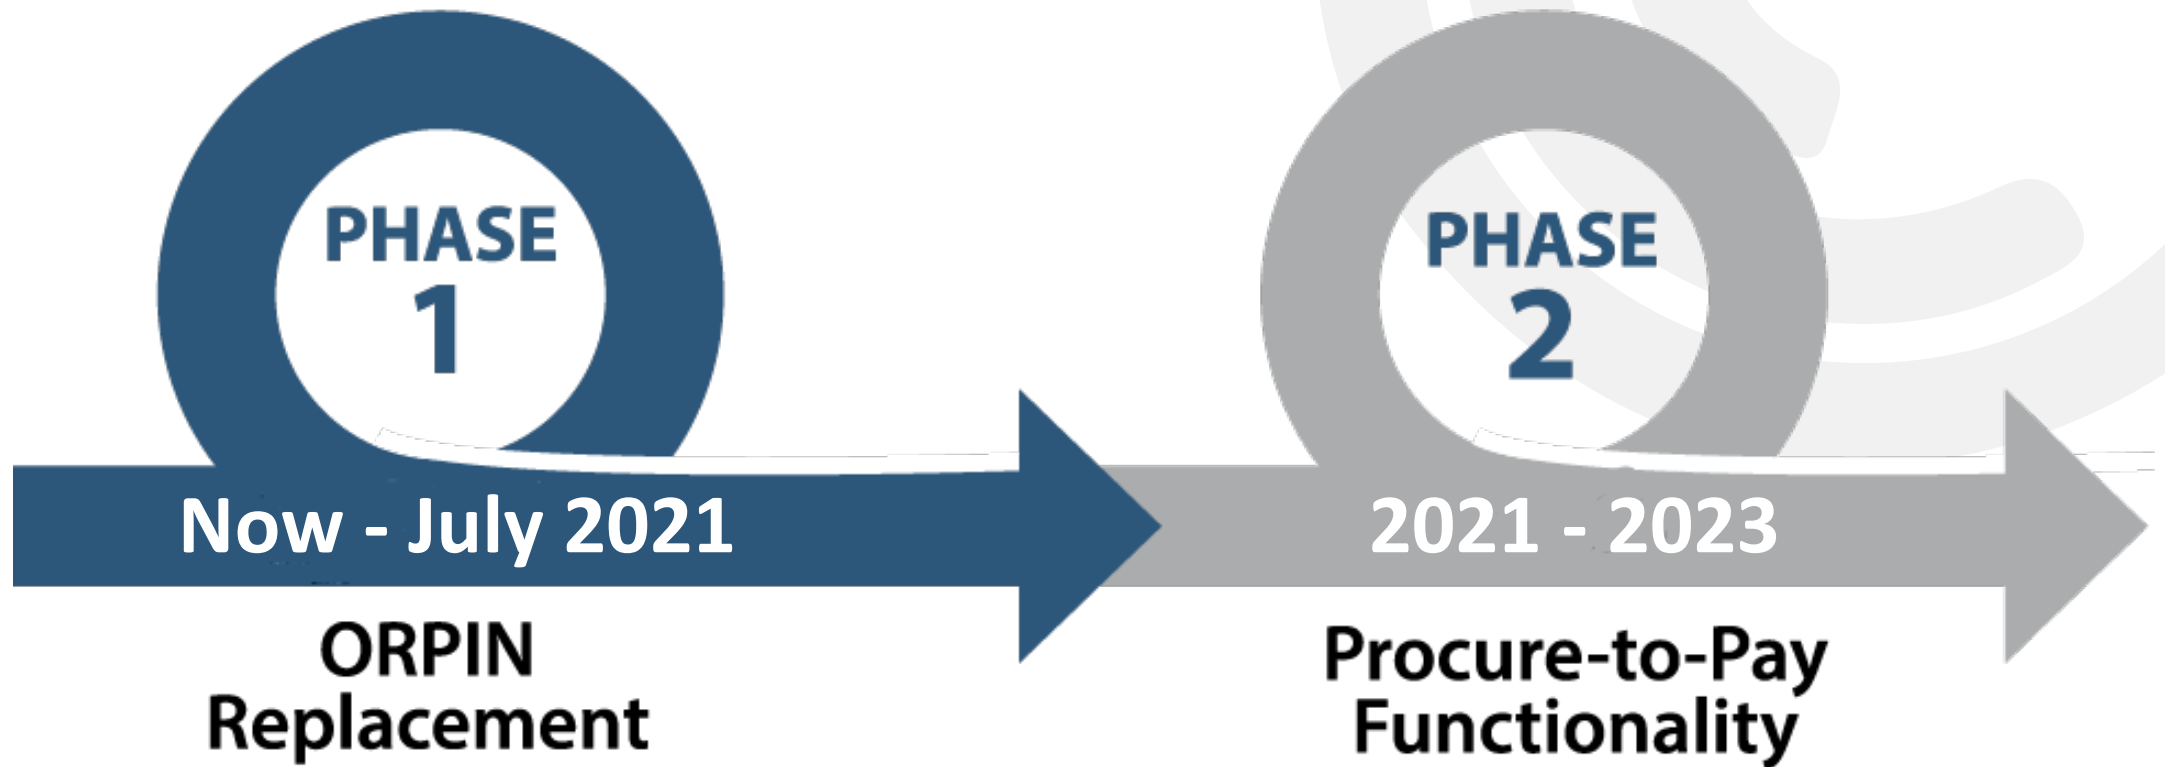 PHASE
1
Now - July 2021
ORPIN
Replacement
PHASE
2
2021 - 2023
Procure-to-Pay
Functionality